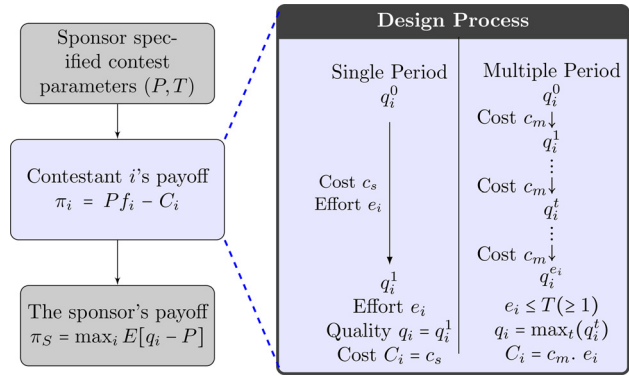 Sponsor spec-
ified contest
parameters (P, T)
Contestant i's payoff
π_i = P f_i − C_i
The sponsor's payoff
π_S = max_i E[q_i − P]
Design Process
Single Period
q_i^0
Cost c_s
Effort e_i
q_i^1
Effort e_i
Quality q_i = q_i^1
Cost C_i = c_s
Multiple Period
q_i^0
Cost c_m
q_i^1
⋮
Cost c_m
q_i^t
⋮
Cost c_m
q_i^{e_i}
e_i ≤ T(≥ 1)
q_i = max_t(q_i^t)
C_i = c_m. e_i